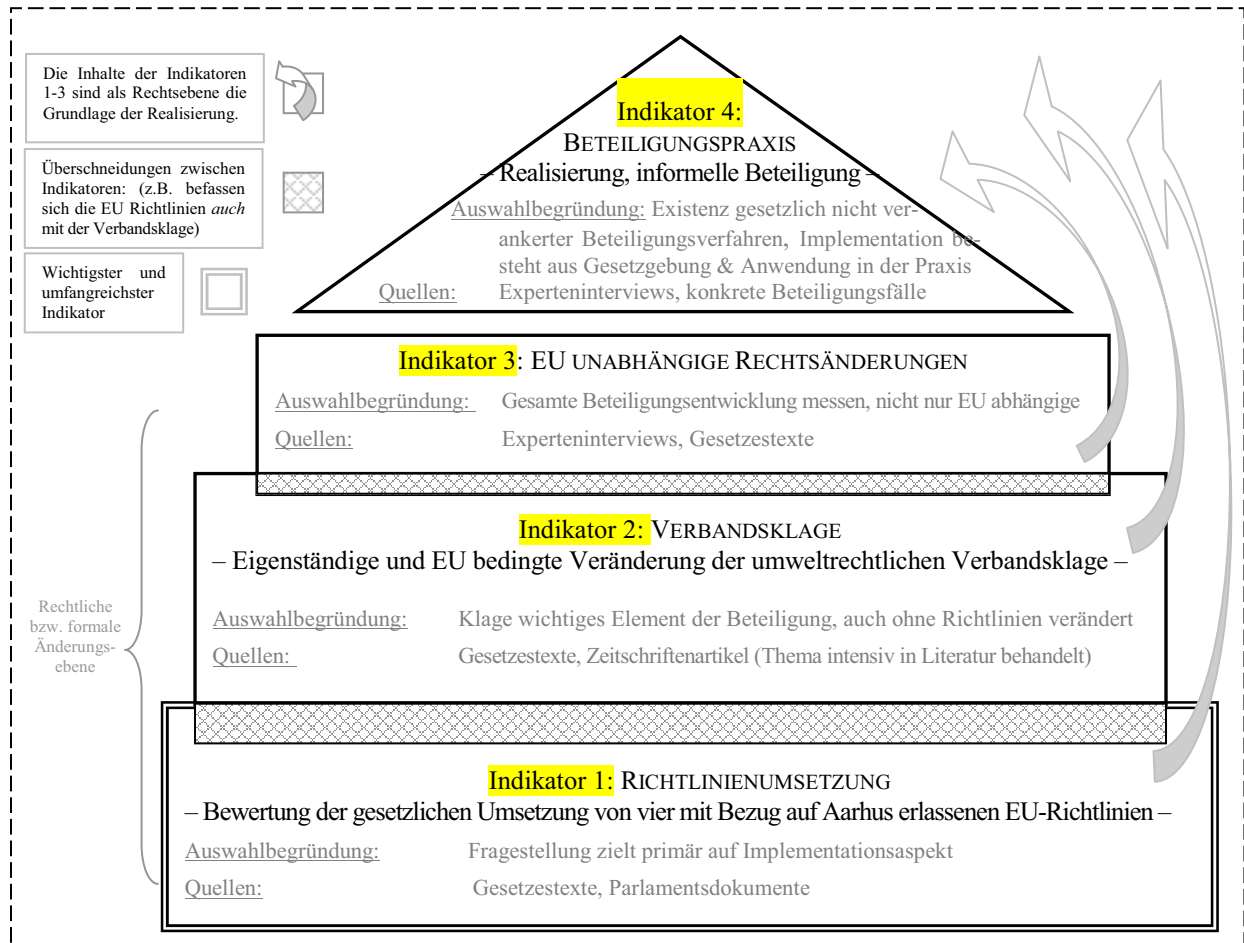 Die Inhalte der Indikatoren
1-3 sind als Rechtsebene die
Grundlage der Realisierung.
Überschneidungen zwischen
Indikatoren: (z.B. befassen
sich die EU Richtlinien auch
mit der Verbandsklage)
Wichtigster und
umfangreichster
Indikator
Indikator 4:
BETEILIGUNGSPRAXIS
– Realisierung, informelle Beteiligung –
Auswahlbegründung: Existenz gesetzlich nicht ver-
ankerter Beteiligungsverfahren, Implementation be-
steht aus Gesetzgebung & Anwendung in der Praxis
Quellen: Experteninterviews, konkrete Beteiligungsfälle
Indikator 3: EU UNABHÄNGIGE RECHTSÄNDERUNGEN
Auswahlbegründung: Gesamte Beteiligungsentwicklung messen, nicht nur EU abhängige
Quellen: Experteninterviews, Gesetzestexte
Indikator 2: VERBANDSKLAGE
– Eigenständige und EU bedingte Veränderung der umweltrechtlichen Verbandsklage –
Auswahlbegründung: Klage wichtiges Element der Beteiligung, auch ohne Richtlinien verändert
Quellen: Gesetzestexte, Zeitschriftenartikel (Thema intensiv in Literatur behandelt)
Rechtliche
bzw. formale
Änderungs-
ebene
Indikator 1: RICHTLINIENUMSETZUNG
– Bewertung der gesetzlichen Umsetzung von vier mit Bezug auf Aarhus erlassenen EU-Richtlinien –
Auswahlbegründung: Fragestellung zielt primär auf Implementationsaspekt
Quellen: Gesetzestexte, Parlamentsdokumente